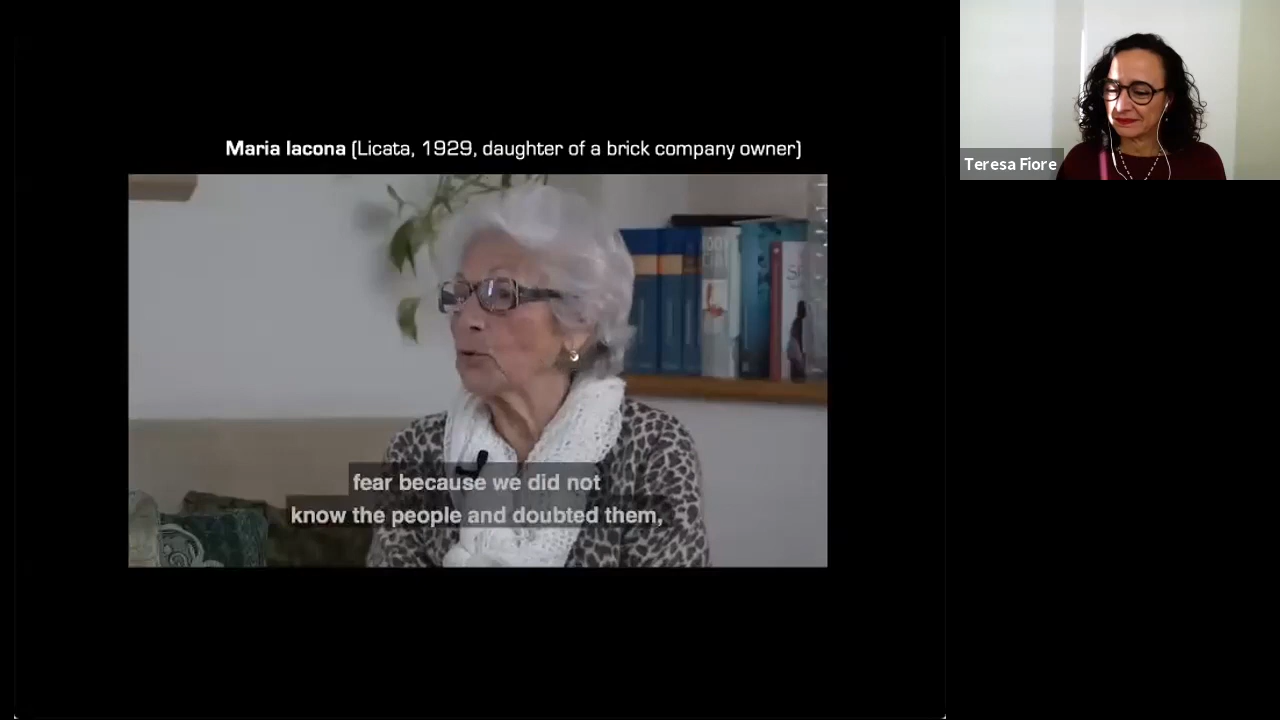 Maria Iacona (Licata, 1929, daughter of a brick company owner)
Teresa Fiore
fear because we did not
know the people and doubted them,